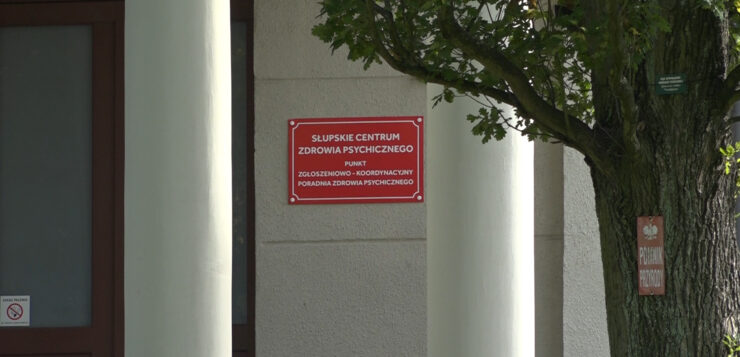 SŁUPSKIE CENTRUM
ZDROWIA PSYCHICZNEGO
PUNKT
ZGŁOSZENIOWO - KOORDYNACYJNY
PORADNIA ZDROWIA PSYCHICZNEGO
POMNIK
PRZYRODY